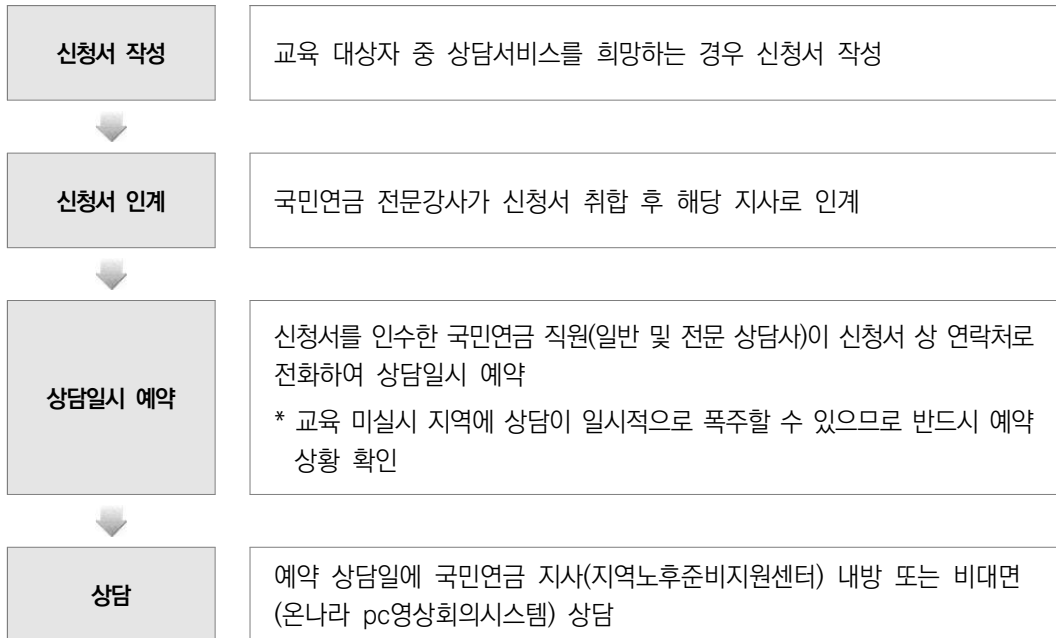 신청서 작성
교육 대상자 중 상담서비스를 희망하는 경우 신청서 작성
신청서 인계
국민연금 전문강사가 신청서 취합 후 해당 지사로 인계
상담일시 예약
신청서를 인수한 국민연금 직원(일반 및 전문 상담사)이 신청서 상 연락처로
전화하여 상담일시 예약
* 교육 미실시 지역에 상담이 일시적으로 폭주할 수 있으므로 반드시 예약
상황 확인
상담
예약 상담일에 국민연금 지사(지역노후준비지원센터) 내방 또는 비대면
(온나라 pc영상회의시스템) 상담